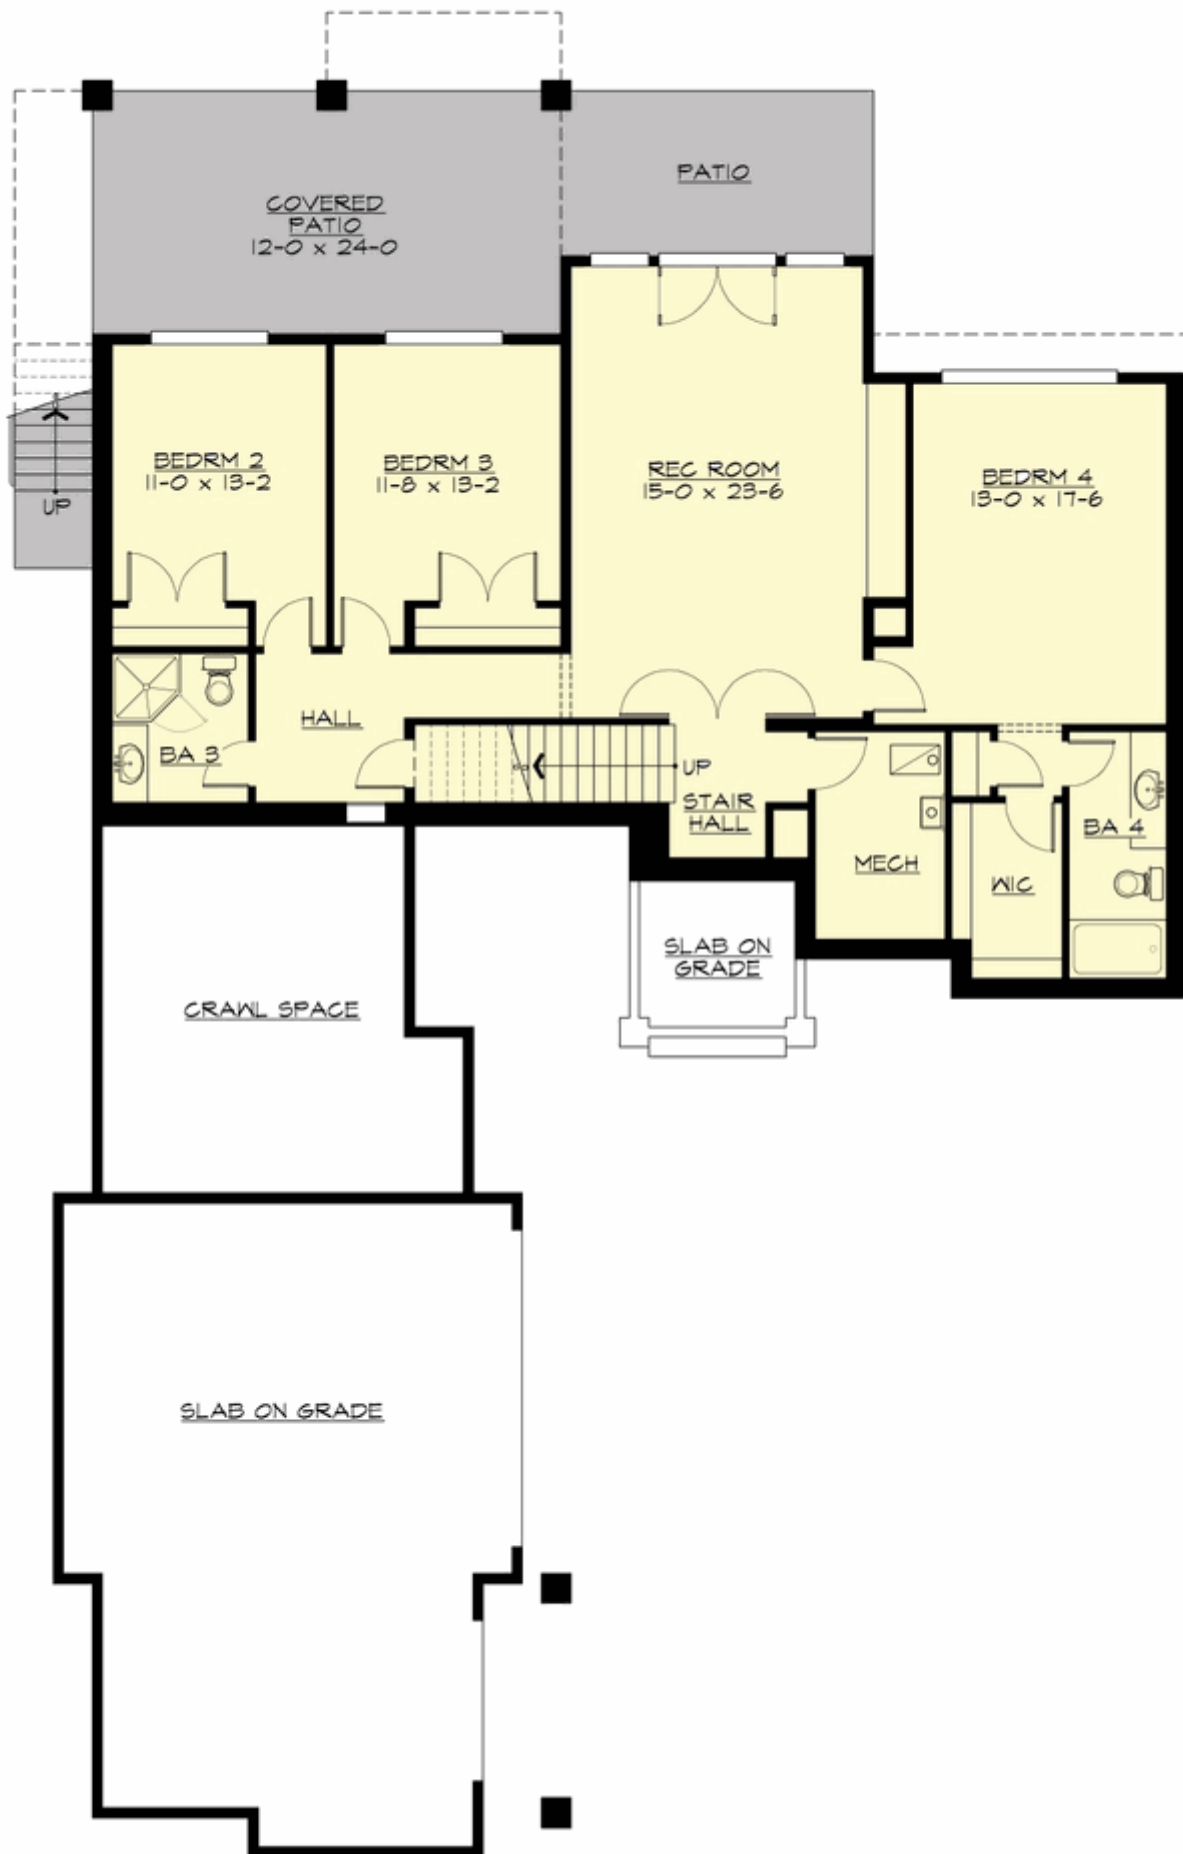 PATIO
COVERED
PATIO
12-0 x 24-0
BEDRM 2
11-0 x 13-2
BEDRM 3
11-8 x 13-2
REC ROOM
15-0 x 23-6
BEDRM 4
13-0 x 17-6
UP
HALL
BA 3
UP
STAIR
HALL
MECH
WIC
BA 4
SLAB ON
GRADE
CRAWL SPACE
SLAB ON GRADE